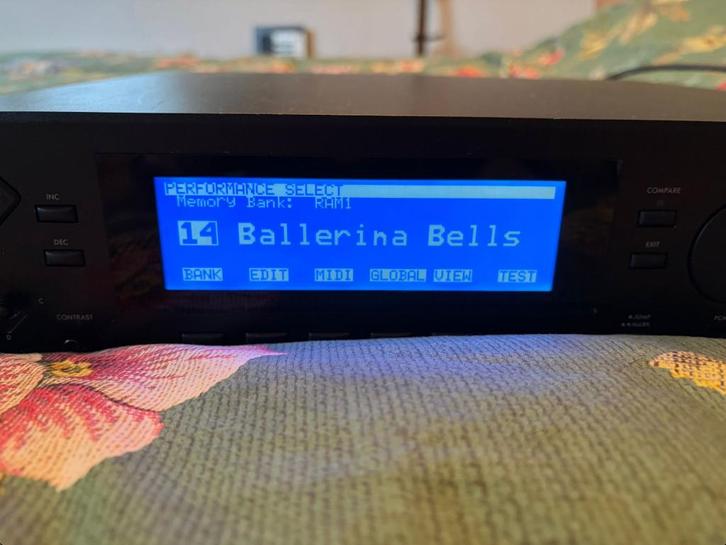 PERFORMANCE SELECT
Memory Bank: RAM1
14 Ballerina Bells
BANK EDIT MIDI GLOBAL VIEW TEST
INC
DEC
CONTRAST
COMPARE
EXIT
JUMP